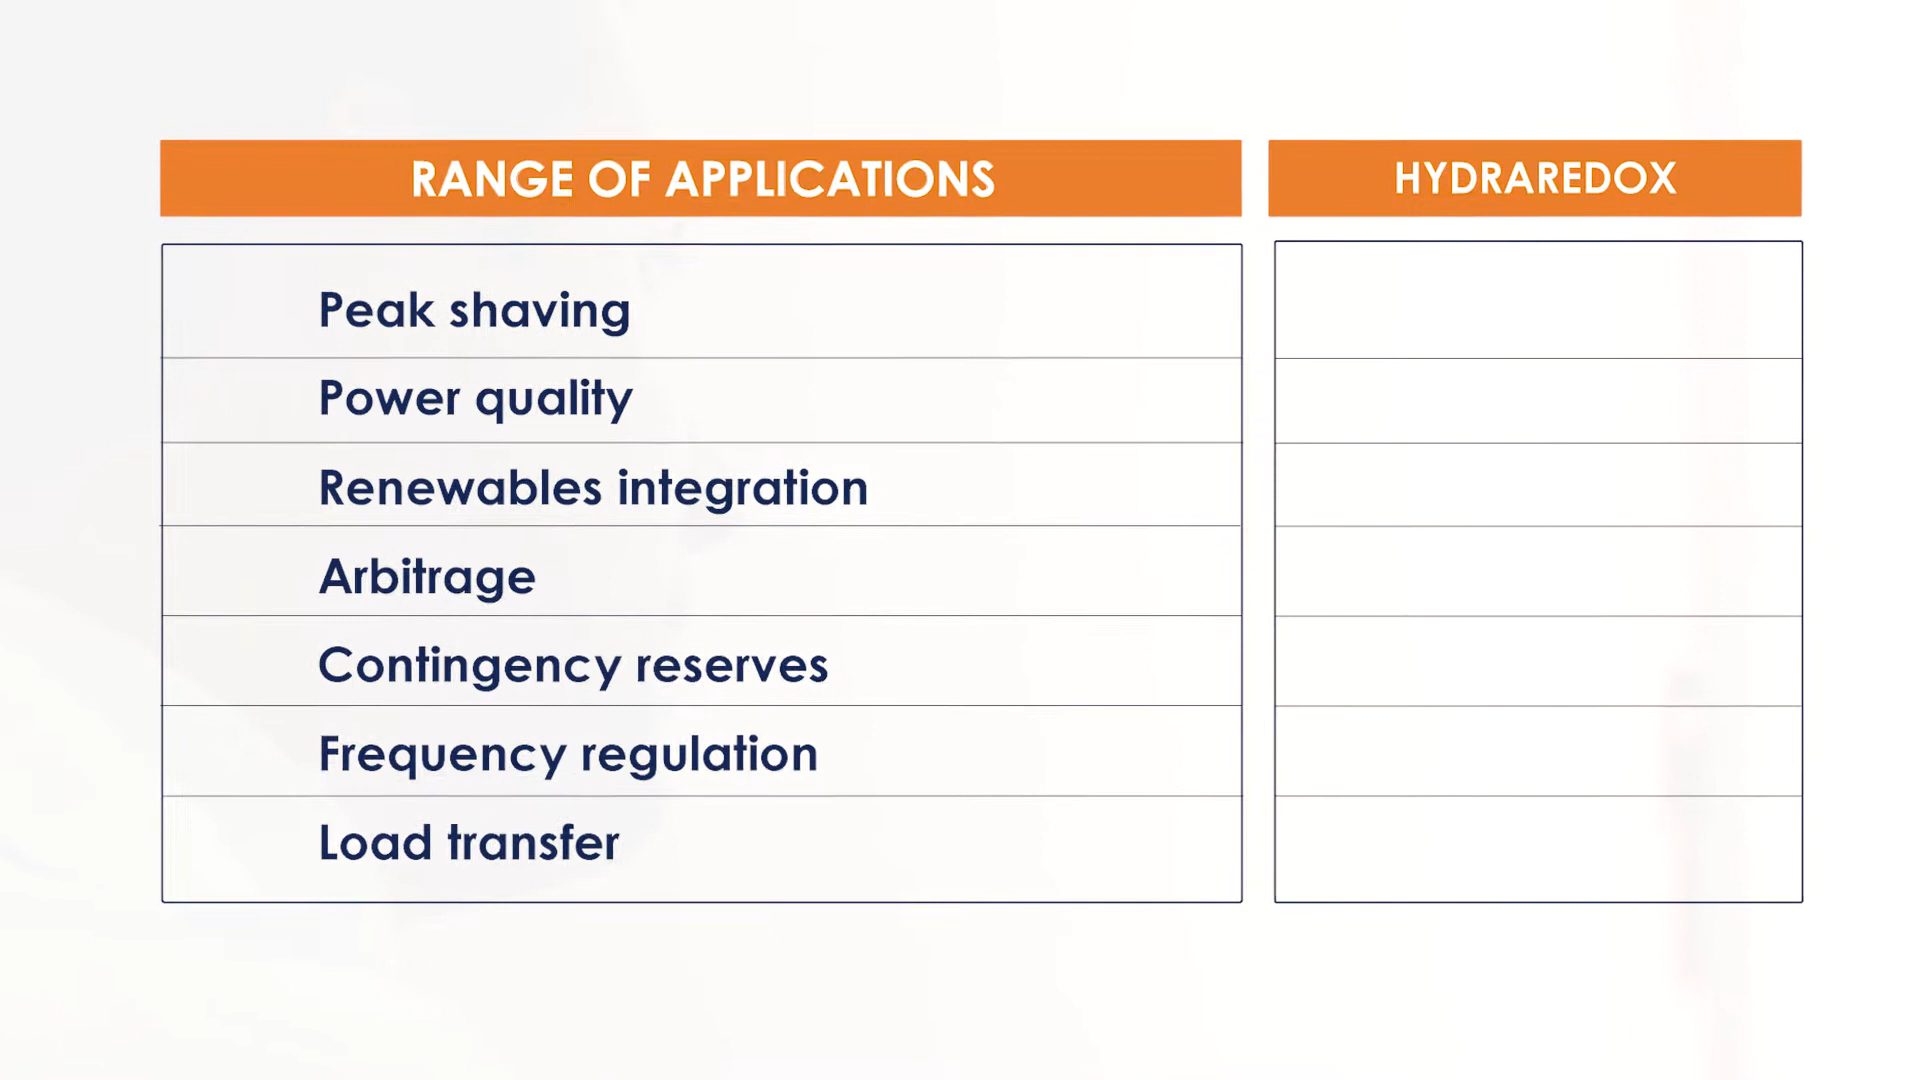 RANGE OF APPLICATIONS
HYDRAREDOX
Peak shaving
Power quality
Renewables integration
Arbitrage
Contingency reserves
Frequency regulation
Load transfer